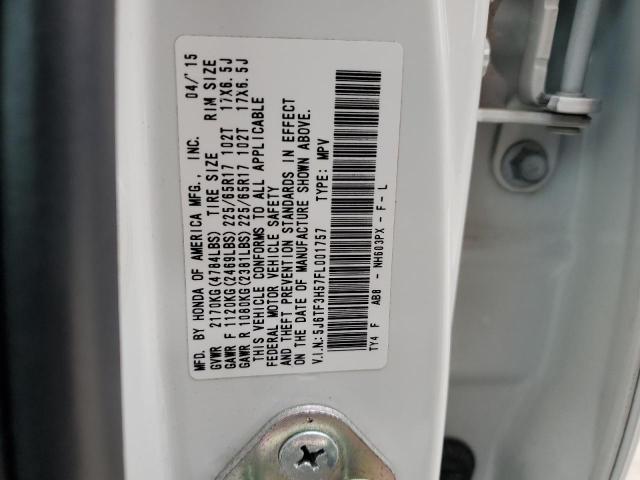 MFD. BY HONDA OF AMERICA MFG., INC. 04/'15
GVWR 2170KG(4784LBS) TIRE SIZE RIM SIZE
GAWR F 1120KG(2469LBS) 225/65R17 102T 17X6.5J
GAWR R 1080KG(2381LBS) 225/65R17 102T 17X6.5J
THIS VEHICLE CONFORMS TO ALL APPLICABLE
FEDERAL MOTOR VEHICLE SAFETY
AND THEFT PREVENTION STANDARDS IN EFFECT
ON THE DATE OF MANUFACTURE SHOWN ABOVE.
V.I.N.:5J6TF3H57FL001757 TYPE: MPV
TY4 F ABB - NH603PX - F-L